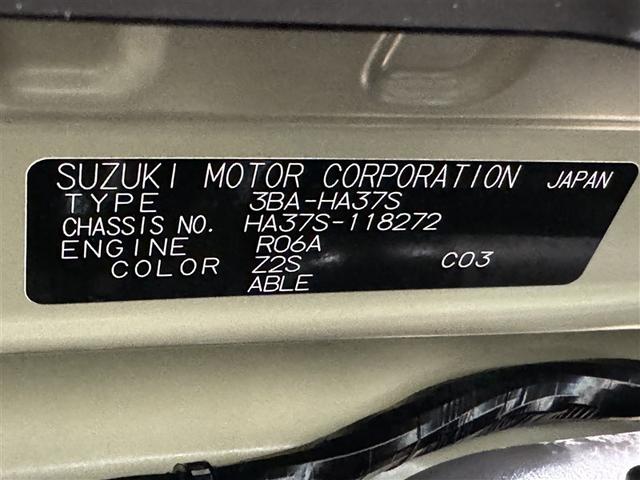 SUZUKI MOTOR CORPORATION JAPAN
TYPE 3BA-HA37S
CHASSIS NO. HA37S-118272
ENGINE R06A
COLOR Z2S C03
ABLE